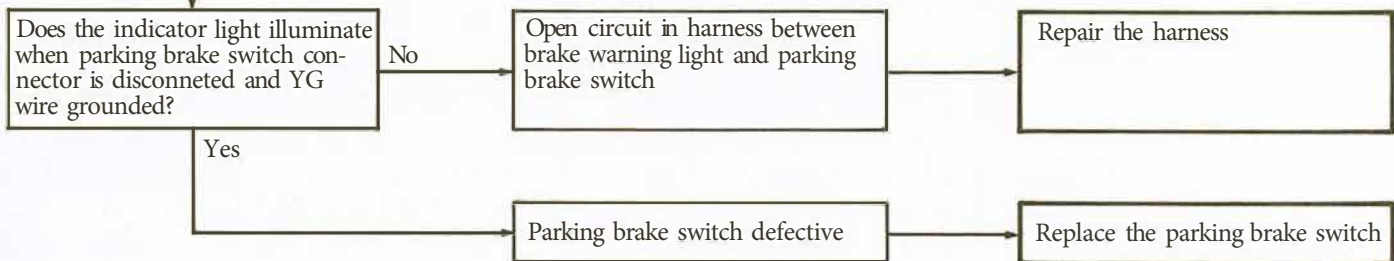 Does the indicator light illuminate
when parking brake switch con-
nector is disconneted and YG
wire grounded?
No
Open circuit in harness between
brake warning light and parking
brake switch
Repair the harness
Yes
Parking brake switch defective
Replace the parking brake switch